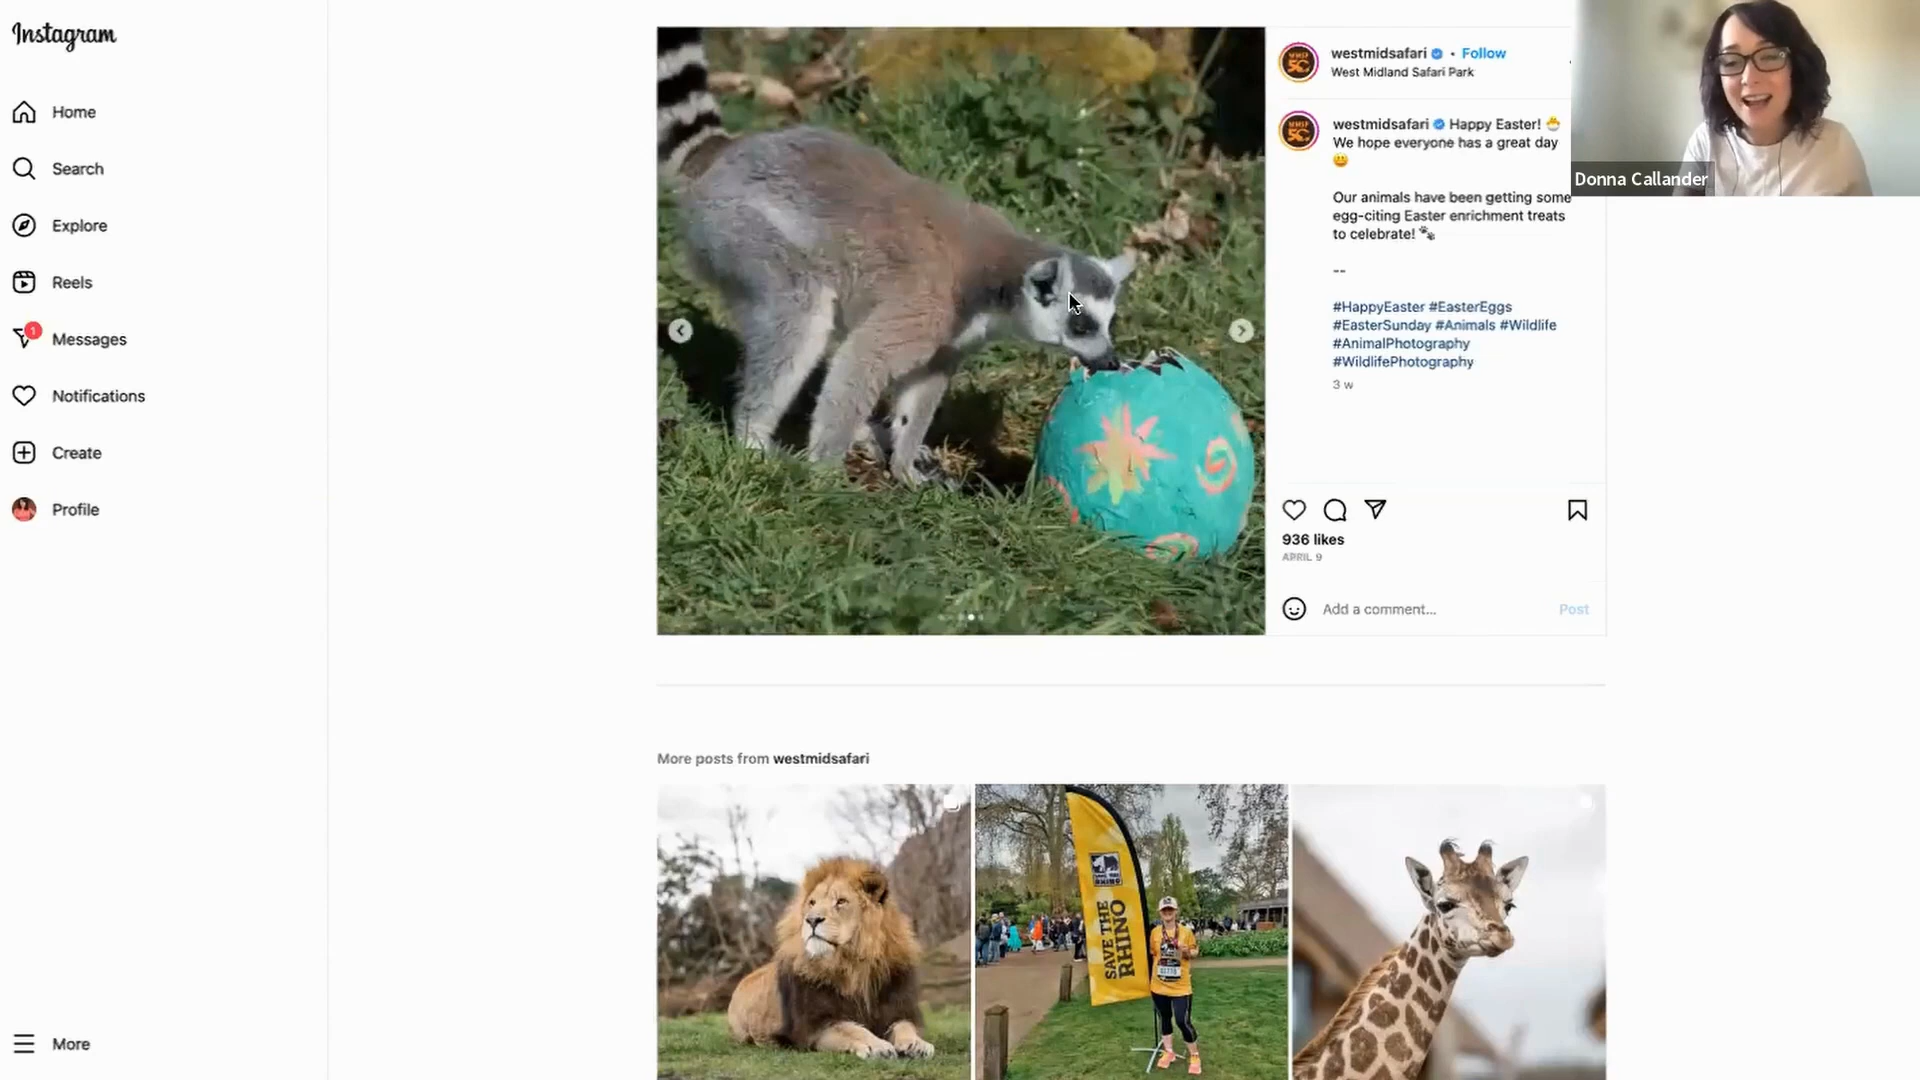 Instagram
Home
Search
Explore
Reels
1
Messages
Notifications
Create
Profile
More
westmidsafari • Follow
West Midland Safari Park
westmidsafari Happy Easter! 🐣
We hope everyone has a great day
😀
Our animals have been getting some
egg-citing Easter enrichment treats
to celebrate! 🐾
--
#HappyEaster #EasterEggs
#EasterSunday #Animals #Wildlife
#AnimalPhotography
#WildlifePhotography
3 w
936 likes
APRIL 9
Add a comment... Post
Donna Callander
More posts from westmidsafari
SAVE THE
RHINO